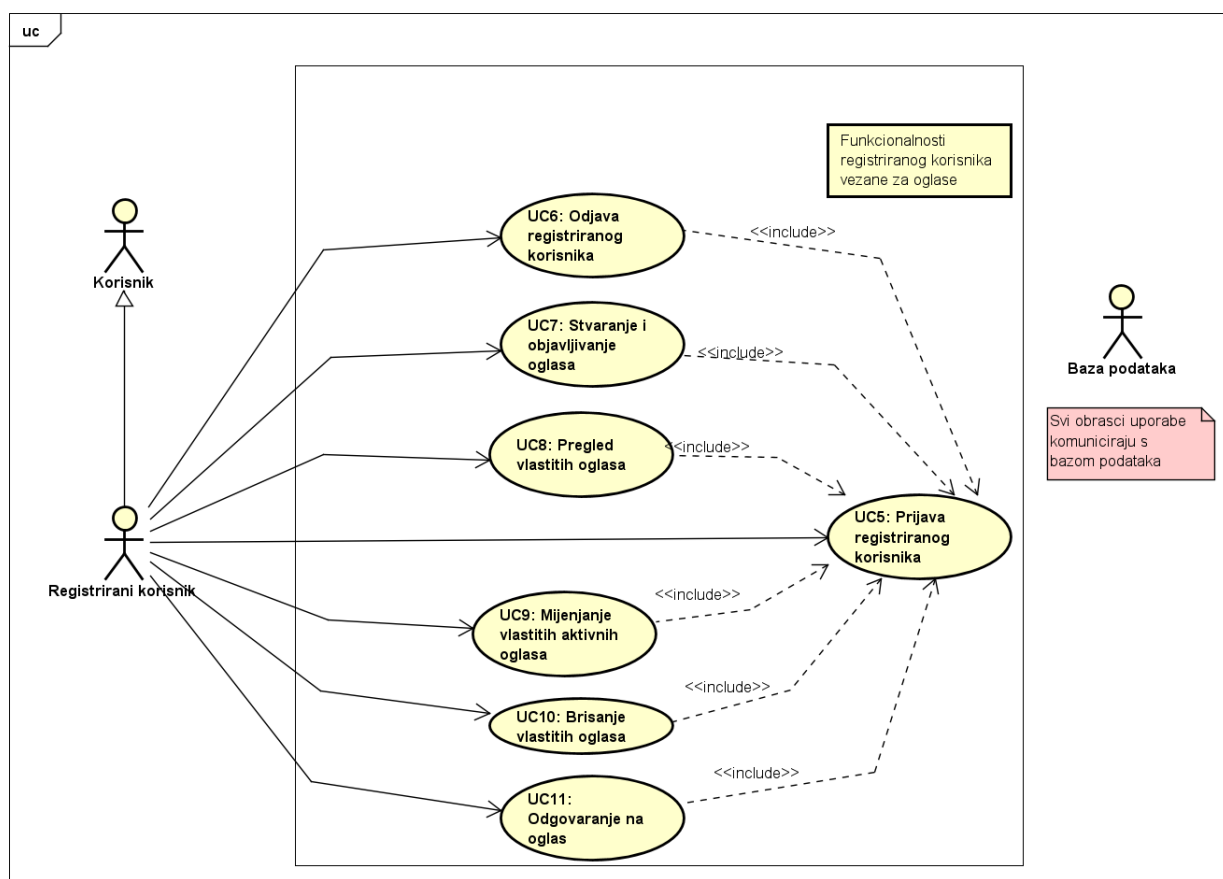 uc
Funkcionalnosti
registriranog korisnika
vezane za oglase
UC6: Odjava
registriranog
korisnika
<<include>>
Korisnik
UC7: Stvaranje i
objavljivanje
oglasa
<<include>>
Baza podataka
Svi obrasci uporabe
komuniciraju s
bazom podataka
UC8: Pregled
vlastitih oglasa
<<include>>
UC5: Prijava
registriranog
korisnika
Registrirani korisnik
UC9: Mijenjanje
vlastitih aktivnih
oglasa
<<include>>
UC10: Brisanje
vlastitih oglasa
<<include>>
UC11:
Odgovaranje na
oglas
<<include>>